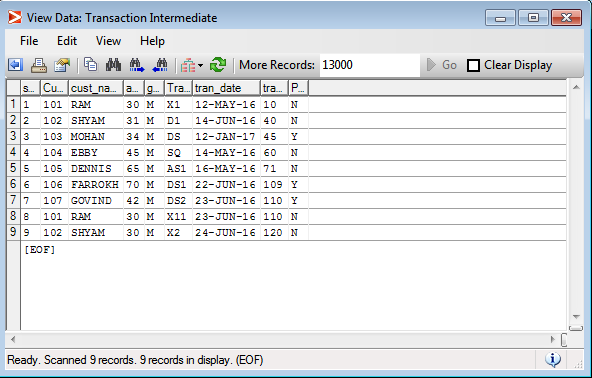 View Data: Transaction Intermediate
File Edit View Help
More Records: 13000 Go Clear Display
s... Cu... cust_na... a... g... Tra... tran_date tra... P...
1 1 101 RAM 30 M X1 12-MAY-16 10 N
2 2 102 SHYAM 31 M D1 14-JUN-16 40 N
3 3 103 MOHAN 34 M DS 12-JAN-17 45 Y
4 4 104 EBBY 45 M SQ 14-MAY-16 60 N
5 5 105 DENNIS 65 M AS1 16-MAY-16 71 N
6 6 106 FARROKH 70 M DS1 22-JUN-16 109 Y
7 7 107 GOVIND 42 M DS2 23-JUN-16 110 Y
8 8 101 RAM 30 M X11 23-JUN-16 110 N
9 9 102 SHYAM 30 M X2 24-JUN-16 120 N
[EOF]
Ready. Scanned 9 records. 9 records in display. (EOF)